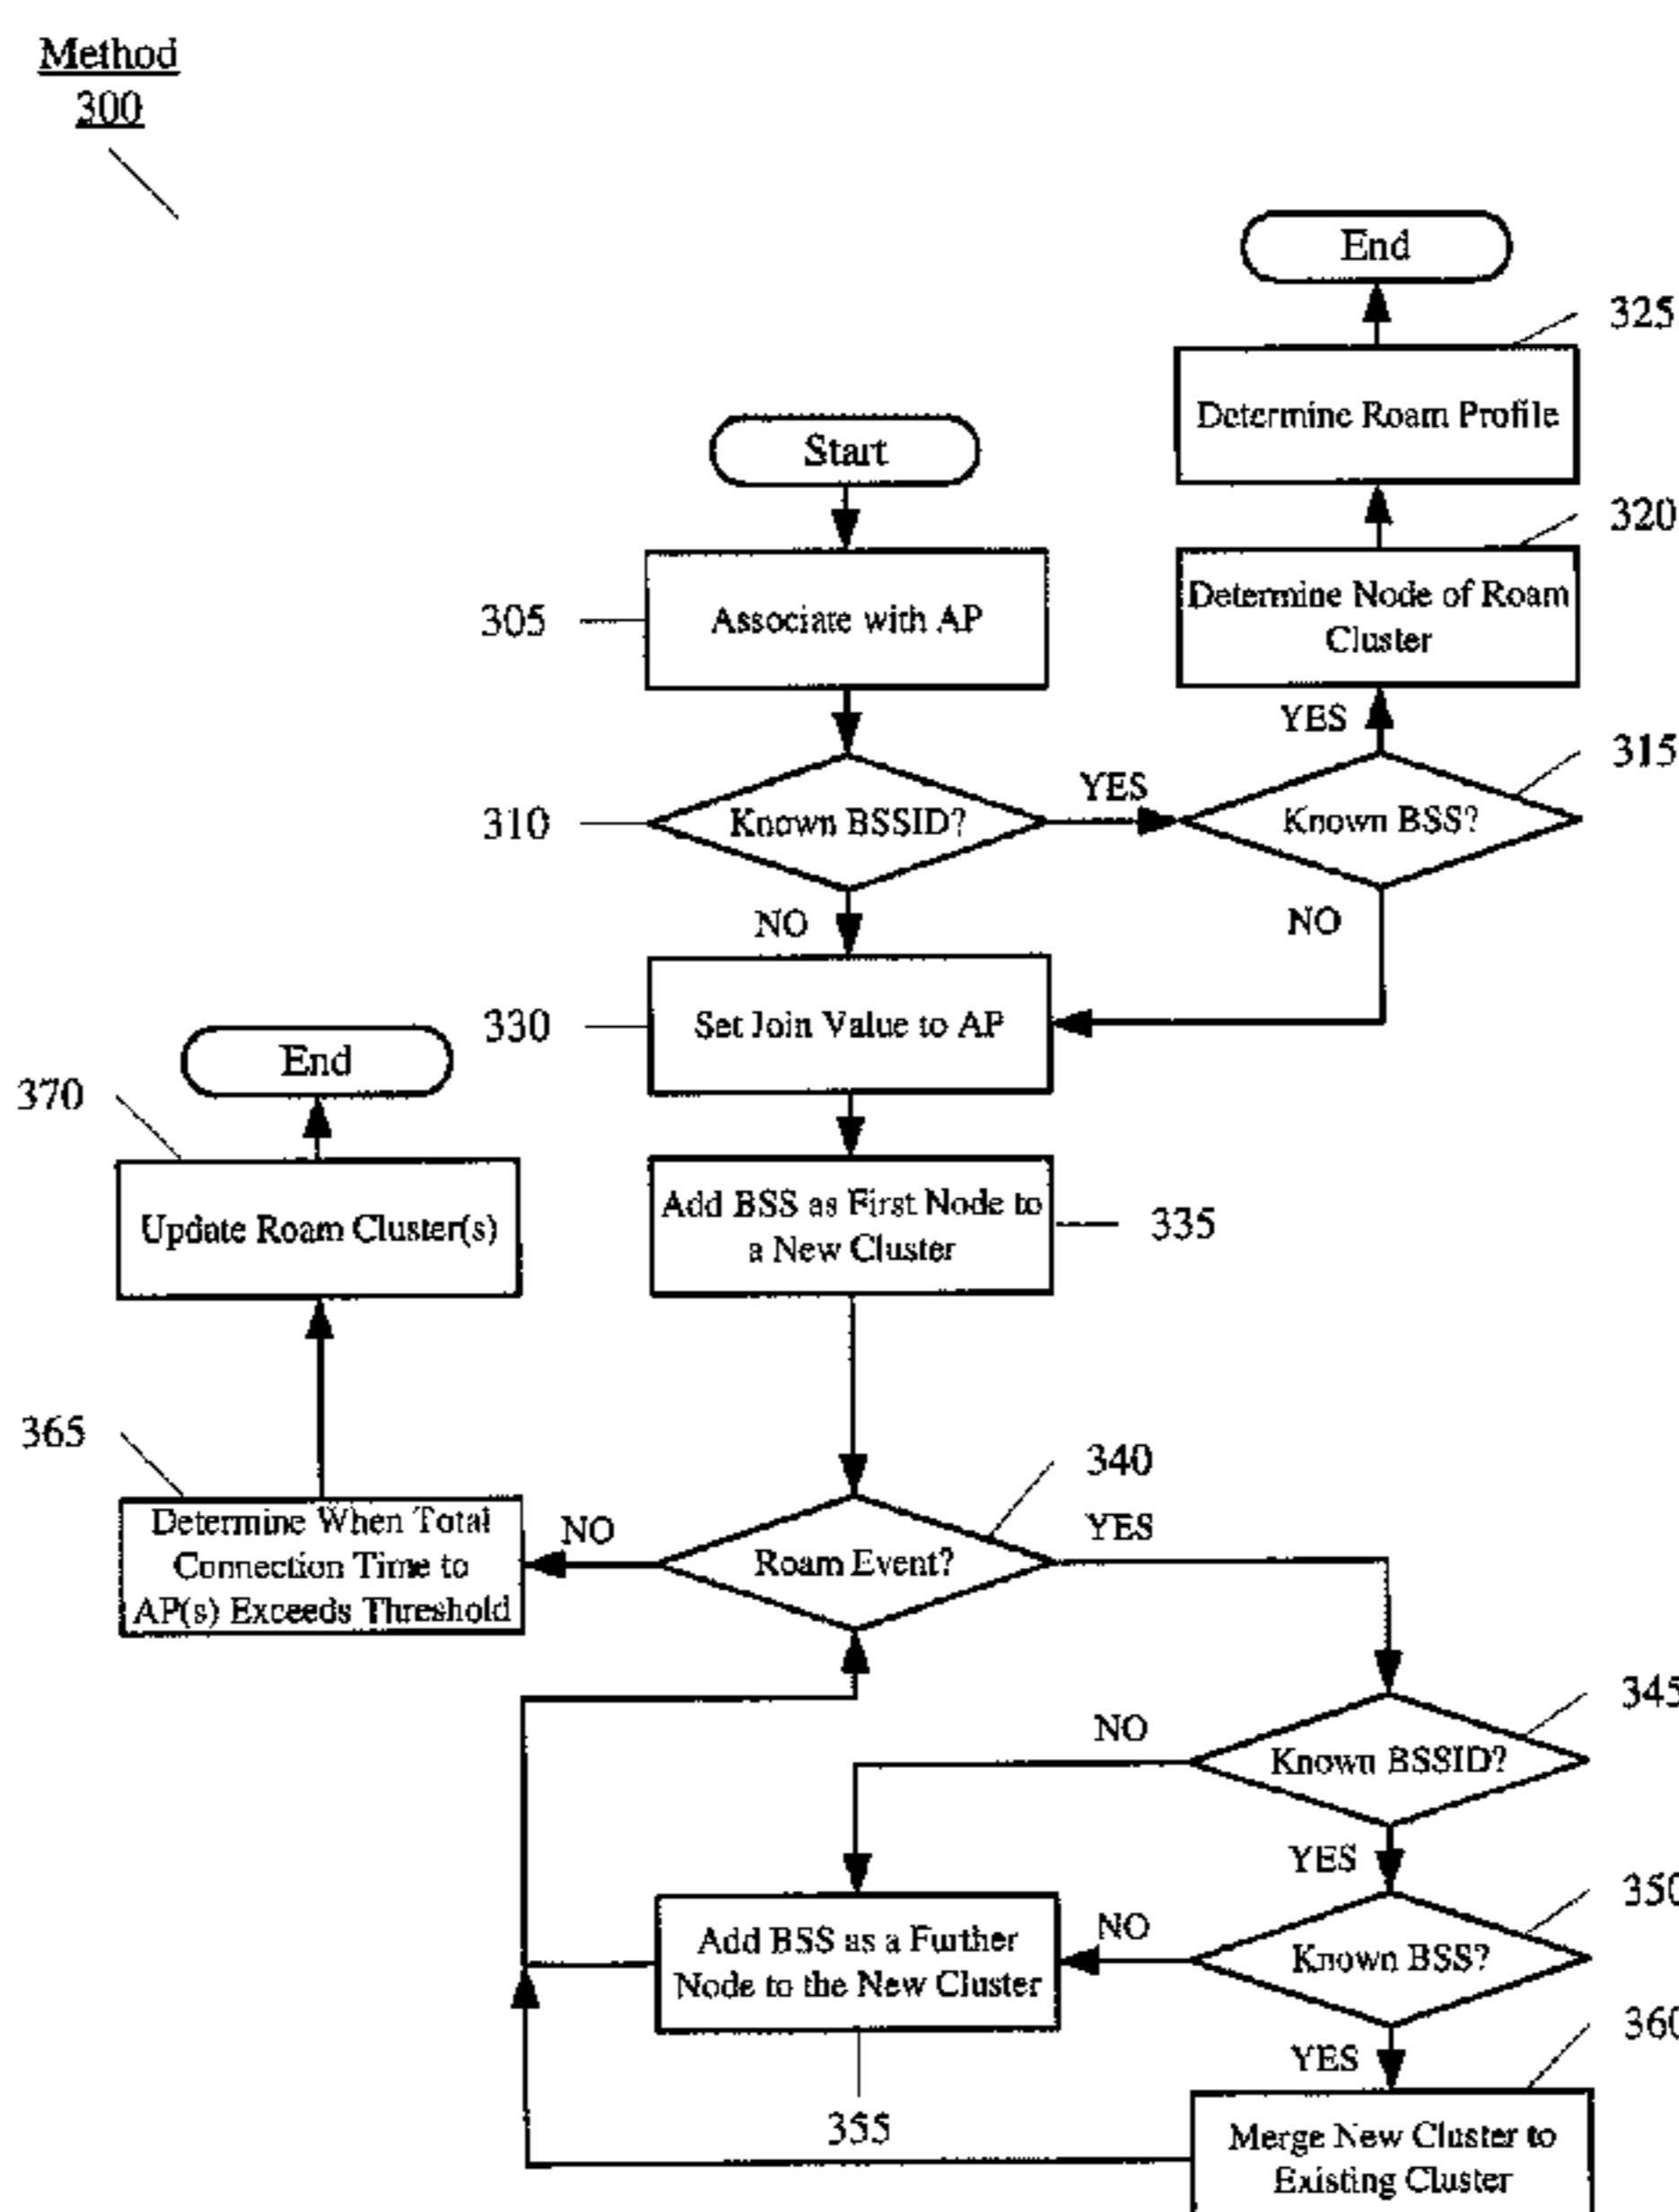 Method
300
End
325
Determine Roam Profile
Start
320
Determine Node of Roam
Cluster
305
Associate with AP
YES
315
310
Known BSSID?
YES
Known BSS?
NO
NO
330
Set Join Value to AP
End
370
Update Roam Cluster(s)
Add BSS as First Node to
a New Cluster
335
365
340
Determine When Total
Connection Time to
AP(s) Exceeds Threshold
NO
Roam Event?
YES
345
NO
Known BSSID?
YES
350
Add BSS as a Further
Node to the New Cluster
NO
Known BSS?
360
YES
355
Merge New Cluster to
Existing Cluster